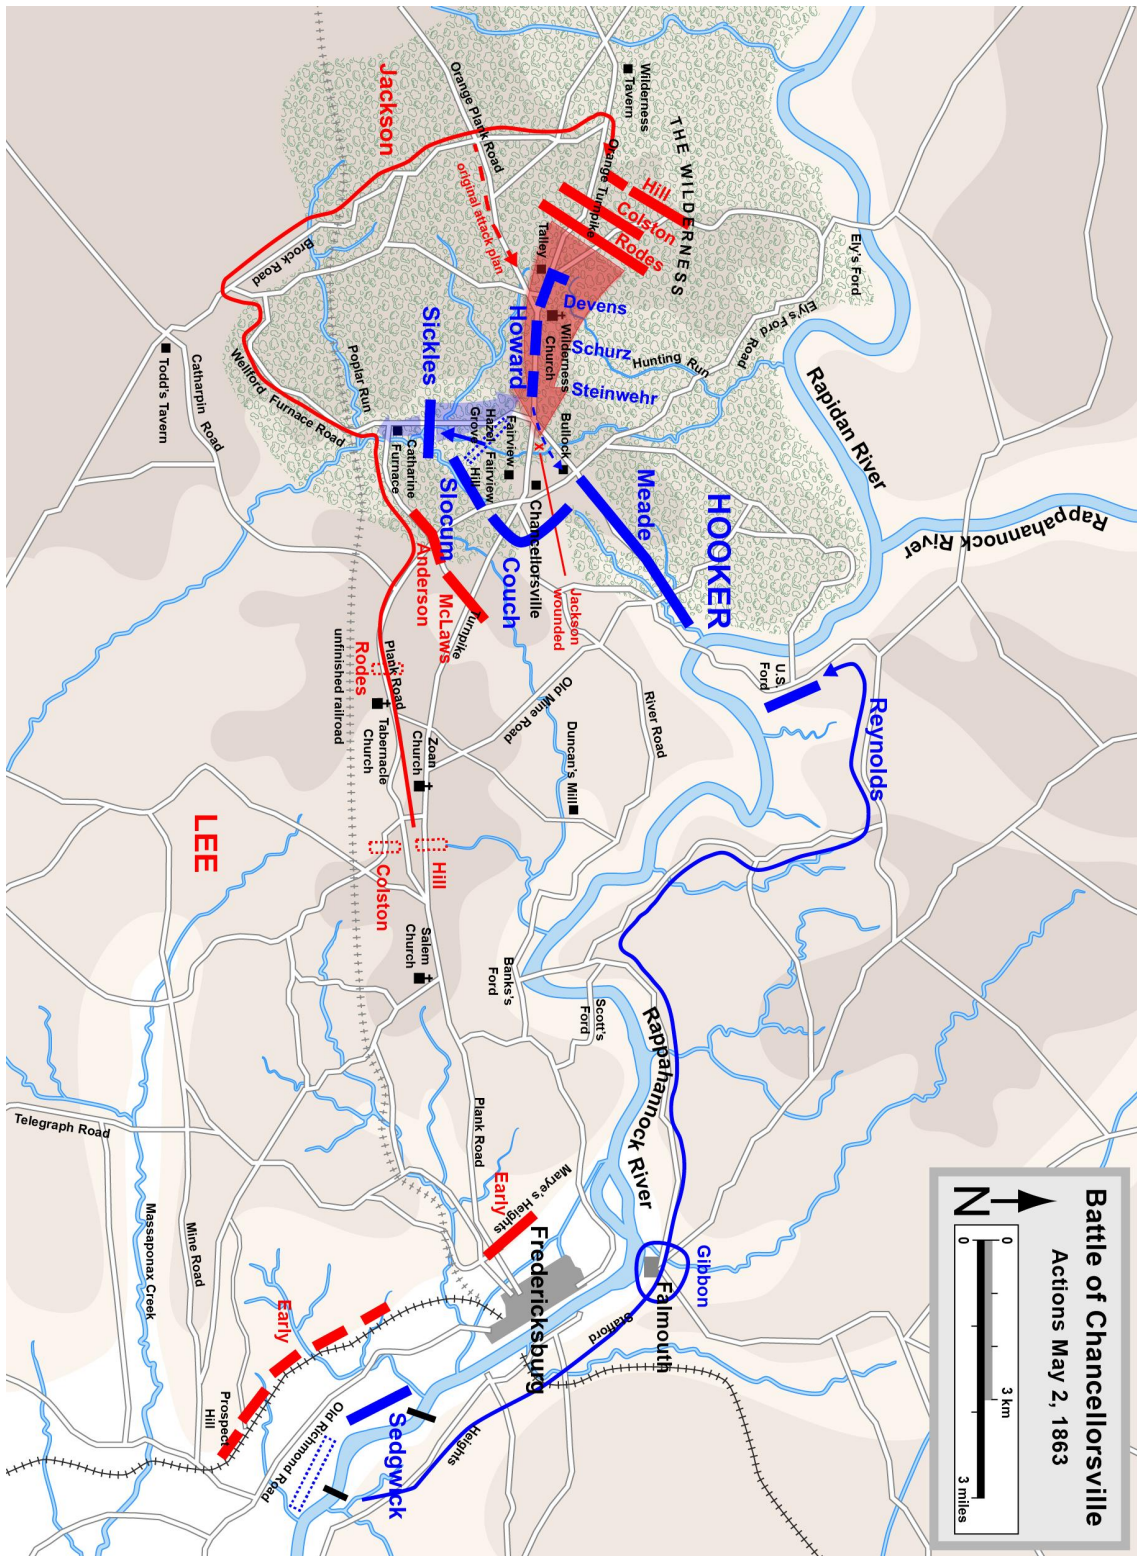 Battle of Chancellorsville
Actions May 2, 1863
N
0
3 km
0
3 miles
Wilderness
Tavern
THE WILDERNESS
Ely's Ford
Ely's Ford
Road
Rapidan River
Rappahannock
River
Jackson
Orange Plank Road
original attack plan
Orange Turnpike
Hill
Colston
Rodes
Talley
Devens
Wilderness
Church
Howard
Schurz
Hunting Run
Steinwehr
Sickles
Brock Road
Todd's Tavern
Catharpin Road
Wellford Furnace Road
Poplar Run
Catharine
Furnace
Hazel
Grove
Fairview
Fairview
Hill
Bullock
X
Chancellorsville
Slocum
Couch
Meade
HOOKER
Jackson
wounded
Anderson
McLaws
Turnpike
U.S.
Ford
Reynolds
Rodes
Plank Road
unfinished railroad
Tabernacle
Church
Zoan
Church
Old Mine Road
River Road
Duncan's Mill
LEE
Colston
Hill
Salem
Church
Banks's
Ford
Scott's
Ford
Rappahannock River
Telegraph Road
Massaponax Creek
Mine Road
Plank Road
Early
Marye's Heights
Fredericksburg
Falmouth
Gibbon
Stafford
Heights
Early
Prospect
Hill
Old Richmond Road
Sedgwick